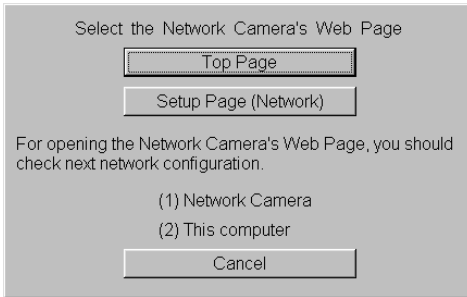 Select the Network Camera's Web Page
Top Page
Setup Page (Network)
For opening the Network Camera's Web Page, you should
check next network configuration.
(1) Network Camera
(2) This computer
Cancel